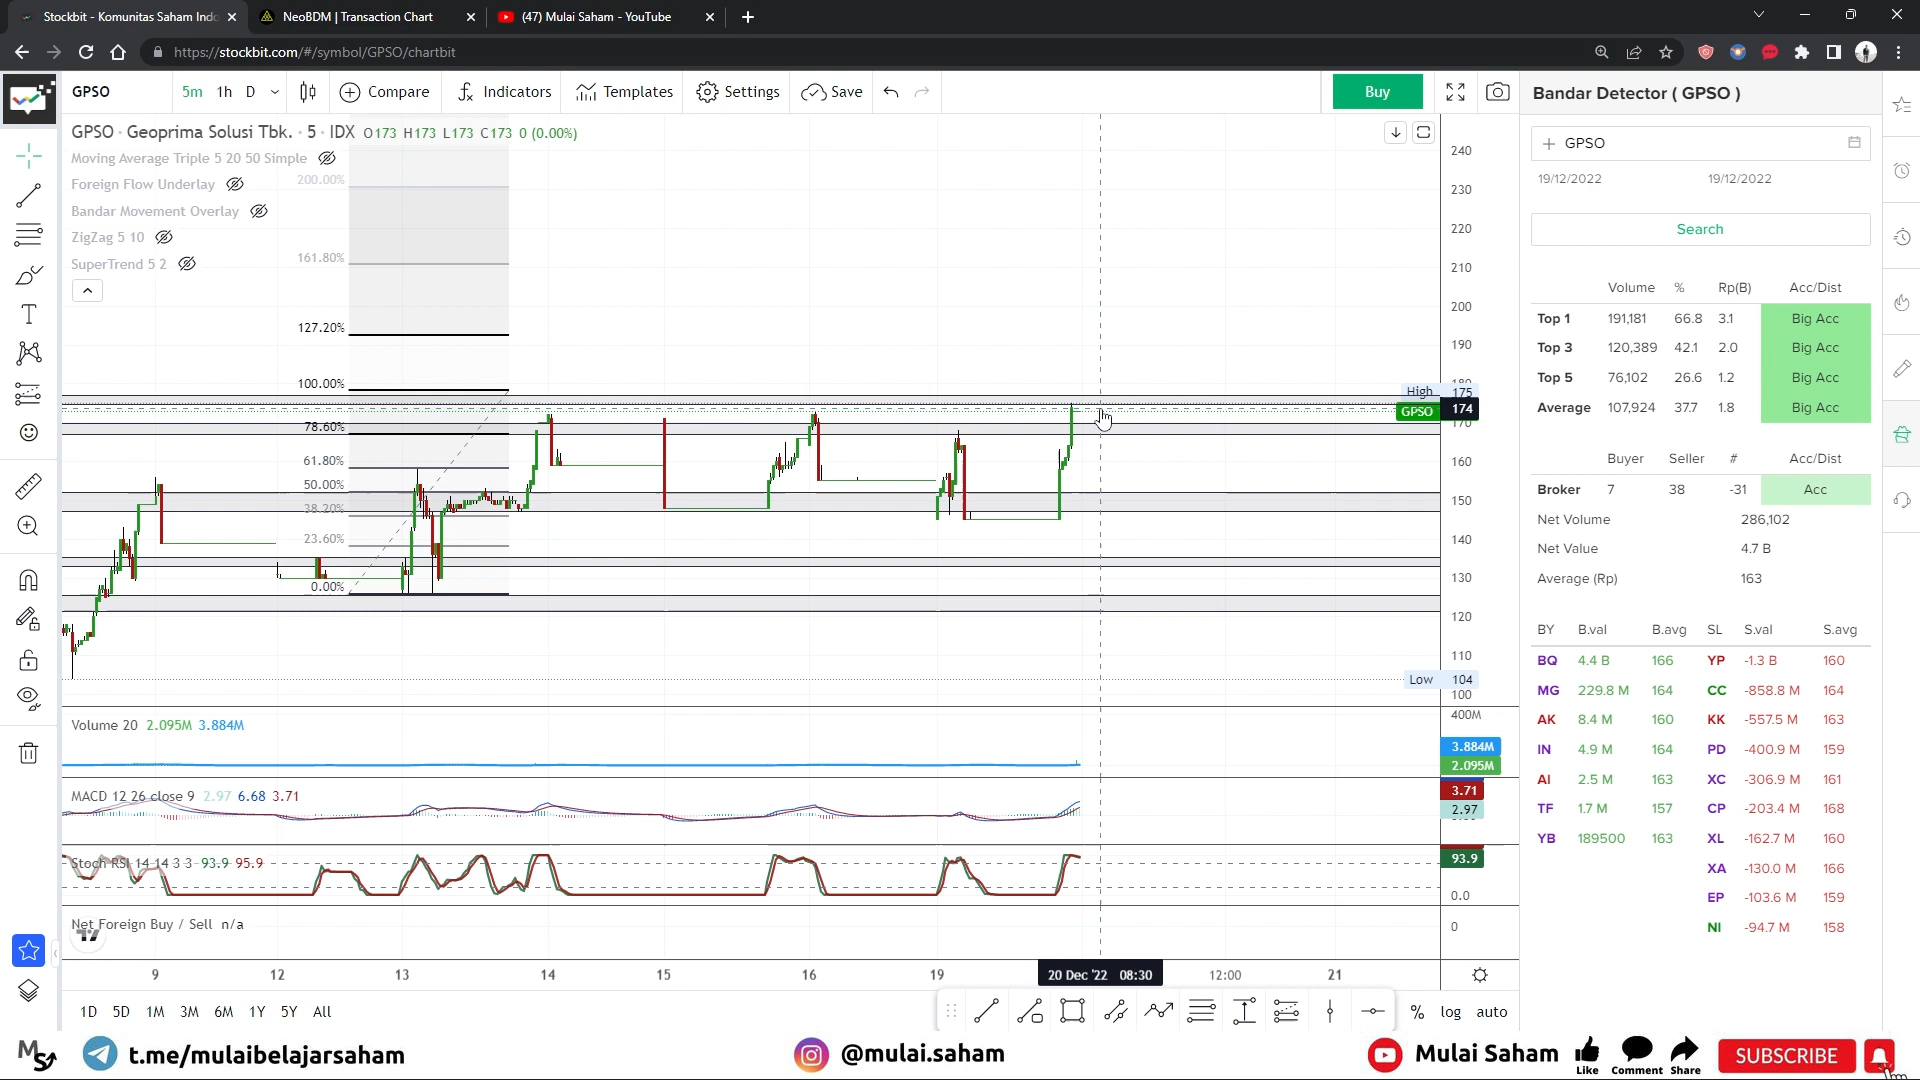 Stockbit - Komunitas Saham Indo
NeoBDM | Transaction Chart
(47) Mulai Saham - YouTube
https://stockbit.com/#/symbol/GPSO/chartbit
GPSO
5m 1h D
Compare
Indicators
Templates
Settings
Save
Buy
GPSO · Geoprima Solusi Tbk. · 5 · IDX O173 H173 L173 C173 0 (0.00%)
Moving Average Triple 5 20 50 Simple
Foreign Flow Underlay
Bandar Movement Overlay
ZigZag 5 10
SuperTrend 5 2
200.00%
161.80%
127.20%
100.00%
78.60%
61.80%
50.00%
38.20%
23.60%
0.00%
240
230
220
210
200
190
180
High 175
GPSO 174
170
160
150
140
130
120
110
Low 104
100
Volume 20 2.095M 3.884M
400M
3.884M
2.095M
MACD 12 26 close 9 2.97 6.68 3.71
3.71
2.97
Stoch RSI 14 14 3 3 93.9 95.9
93.9
0.0
Net Foreign Buy / Sell n/a
0
9 12 13 14 15 16 19 20 Dec '22 08:30 12:00 21
1D 5D 1M 3M 6M 1Y 5Y All
% log auto
Bandar Detector ( GPSO )
GPSO
19/12/2022 19/12/2022
Search
Volume % Rp(B) Acc/Dist
Top 1 191,181 66.8 3.1 Big Acc
Top 3 120,389 42.1 2.0 Big Acc
Top 5 76,102 26.6 1.2 Big Acc
Average 107,924 37.7 1.8 Big Acc
Buyer Seller # Acc/Dist
Broker 7 38 -31 Acc
Net Volume 286,102
Net Value 4.7 B
Average (Rp) 163
BY B.val B.avg SL S.val S.avg
BQ 4.4 B 166 YP -1.3 B 160
MG 229.8 M 164 CC -858.8 M 164
AK 8.4 M 160 KK -557.5 M 163
IN 4.9 M 164 PD -400.9 M 159
AI 2.5 M 163 XC -306.9 M 161
TF 1.7 M 157 CP -203.4 M 168
YB 189500 163 XL -162.7 M 160
XA -130.0 M 166
EP -103.6 M 159
NI -94.7 M 158
t.me/mulaibelajarsaham
@mulai.saham
Mulai Saham
Like Comment Share
SUBSCRIBE